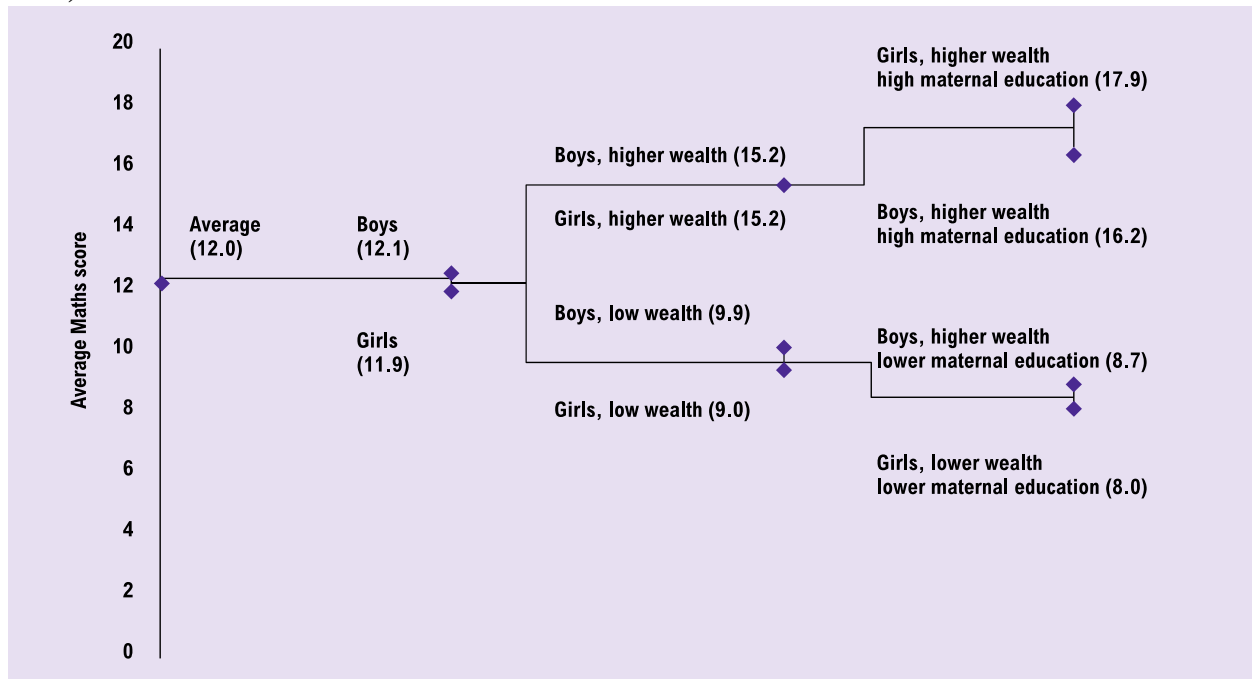 20
18
16
14
12
10
8
6
4
2
0
Average Maths score
Average
(12.0)
Boys
(12.1)
Girls
(11.9)
Boys, higher wealth (15.2)
Girls, higher wealth (15.2)
Boys, low wealth (9.9)
Girls, low wealth (9.0)
Girls, higher wealth
high maternal education (17.9)
Boys, higher wealth
high maternal education (16.2)
Boys, higher wealth
lower maternal education (8.7)
Girls, lower wealth
lower maternal education (8.0)